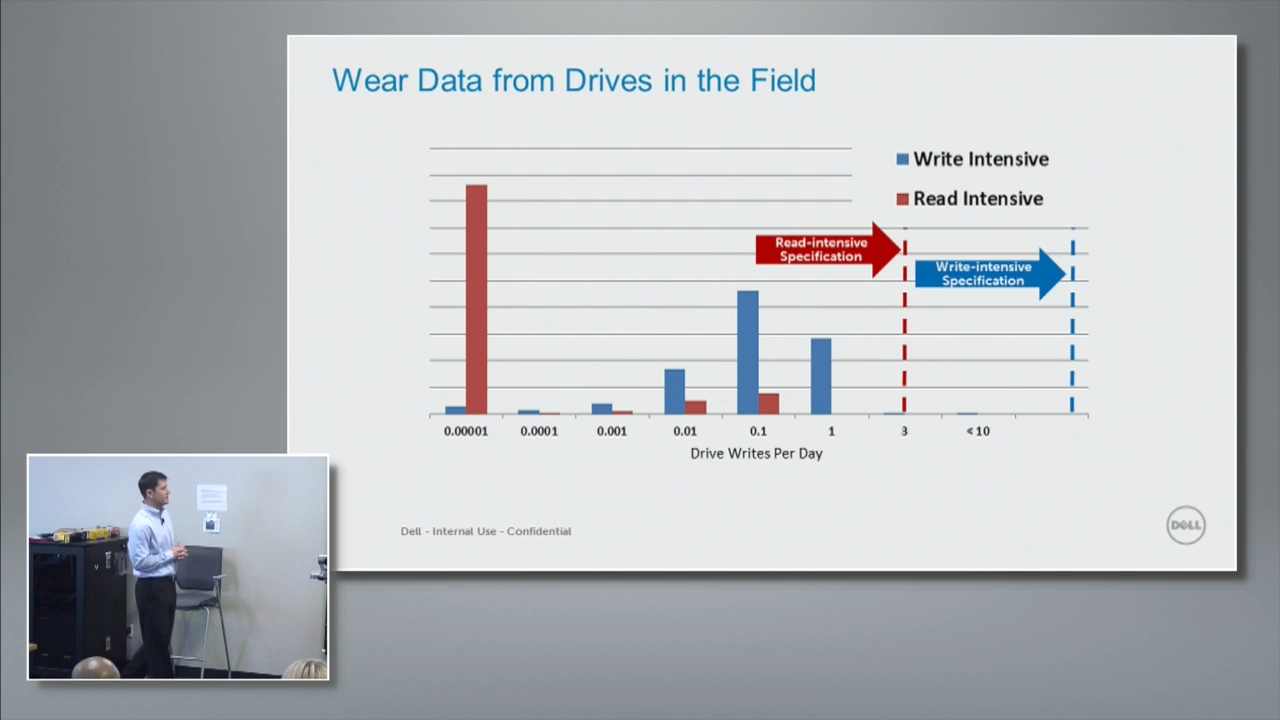 Wear Data from Drives in the Field
Write Intensive
Read Intensive
Read-intensive
Specification
Write-intensive
Specification
0.00001 0.0001 0.001 0.01 0.1 1 3 < 10
Drive Writes Per Day
Dell - Internal Use - Confidential
DELL